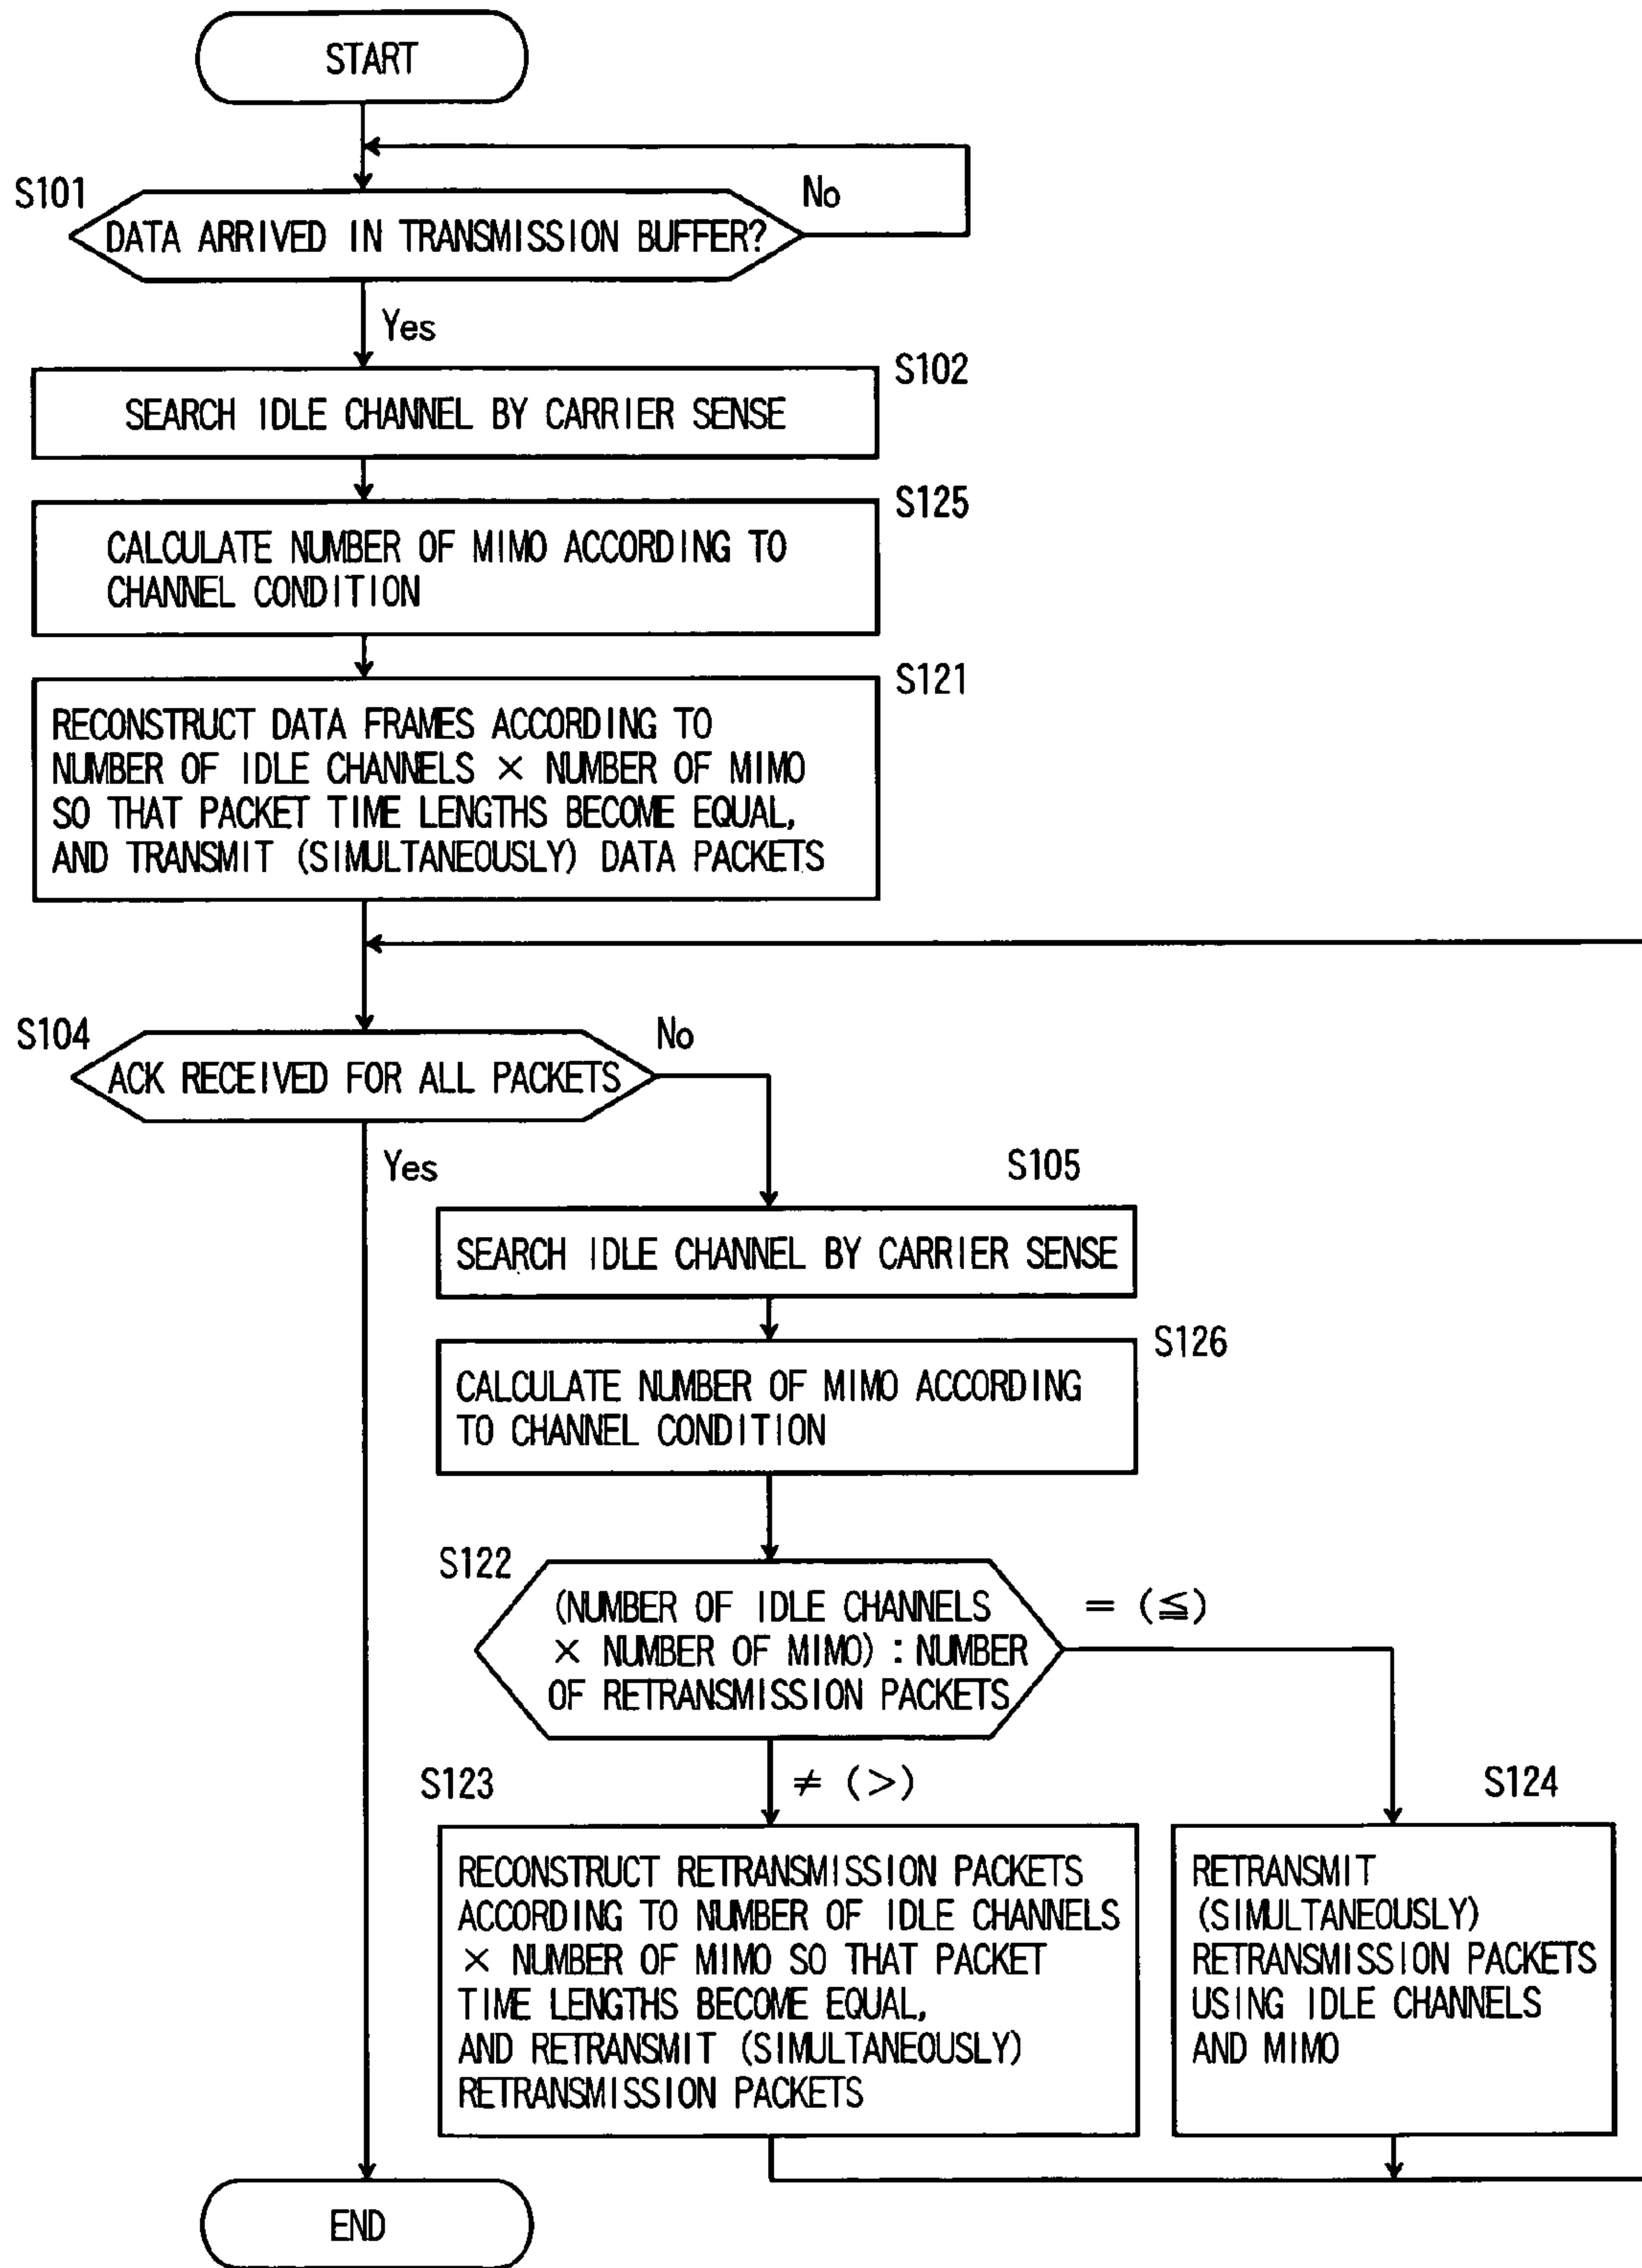 START
S101
No
DATA ARRIVED IN TRANSMISSION BUFFER?
Yes
S102
SEARCH IDLE CHANNEL BY CARRIER SENSE
S125
CALCULATE NUMBER OF MIMO ACCORDING TO
CHANNEL CONDITION
S121
RECONSTRUCT DATA FRAMES ACCORDING TO
NUMBER OF IDLE CHANNELS × NUMBER OF MIMO
SO THAT PACKET TIME LENGTHS BECOME EQUAL,
AND TRANSMIT (SIMULTANEOUSLY) DATA PACKETS
S104
No
ACK RECEIVED FOR ALL PACKETS
Yes
S105
SEARCH IDLE CHANNEL BY CARRIER SENSE
S126
CALCULATE NUMBER OF MIMO ACCORDING
TO CHANNEL CONDITION
S122
(NUMBER OF IDLE CHANNELS
× NUMBER OF MIMO) : NUMBER
OF RETRANSMISSION PACKETS
= (≦)
≠ (>)
S123
RECONSTRUCT RETRANSMISSION PACKETS
ACCORDING TO NUMBER OF IDLE CHANNELS
× NUMBER OF MIMO SO THAT PACKET
TIME LENGTHS BECOME EQUAL,
AND RETRANSMIT (SIMULTANEOUSLY)
RETRANSMISSION PACKETS
S124
RETRANSMIT
(SIMULTANEOUSLY)
RETRANSMISSION PACKETS
USING IDLE CHANNELS
AND MIMO
END